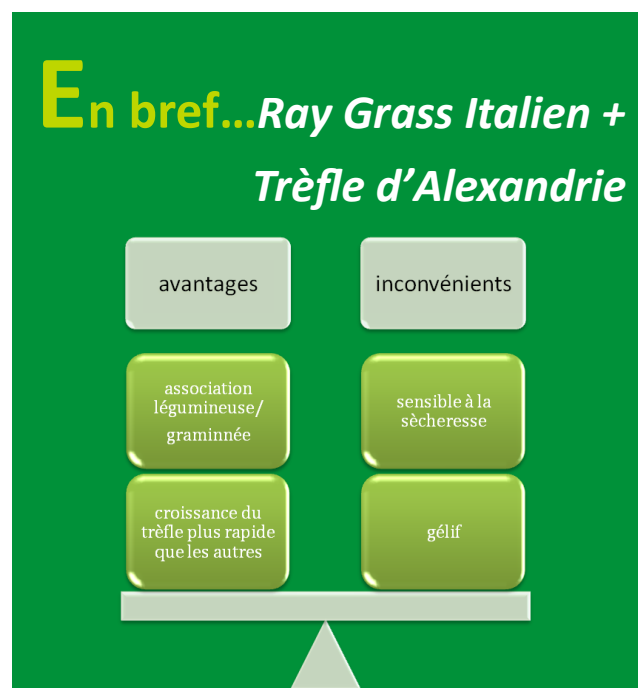 En bref...Ray Grass Italien +
Trèfle d'Alexandrie
avantages
inconvénients
association
légumineuse/
graminnée
sensible à la
sècheresse
croissance du
trèfle plus rapide
que les autres
gélif